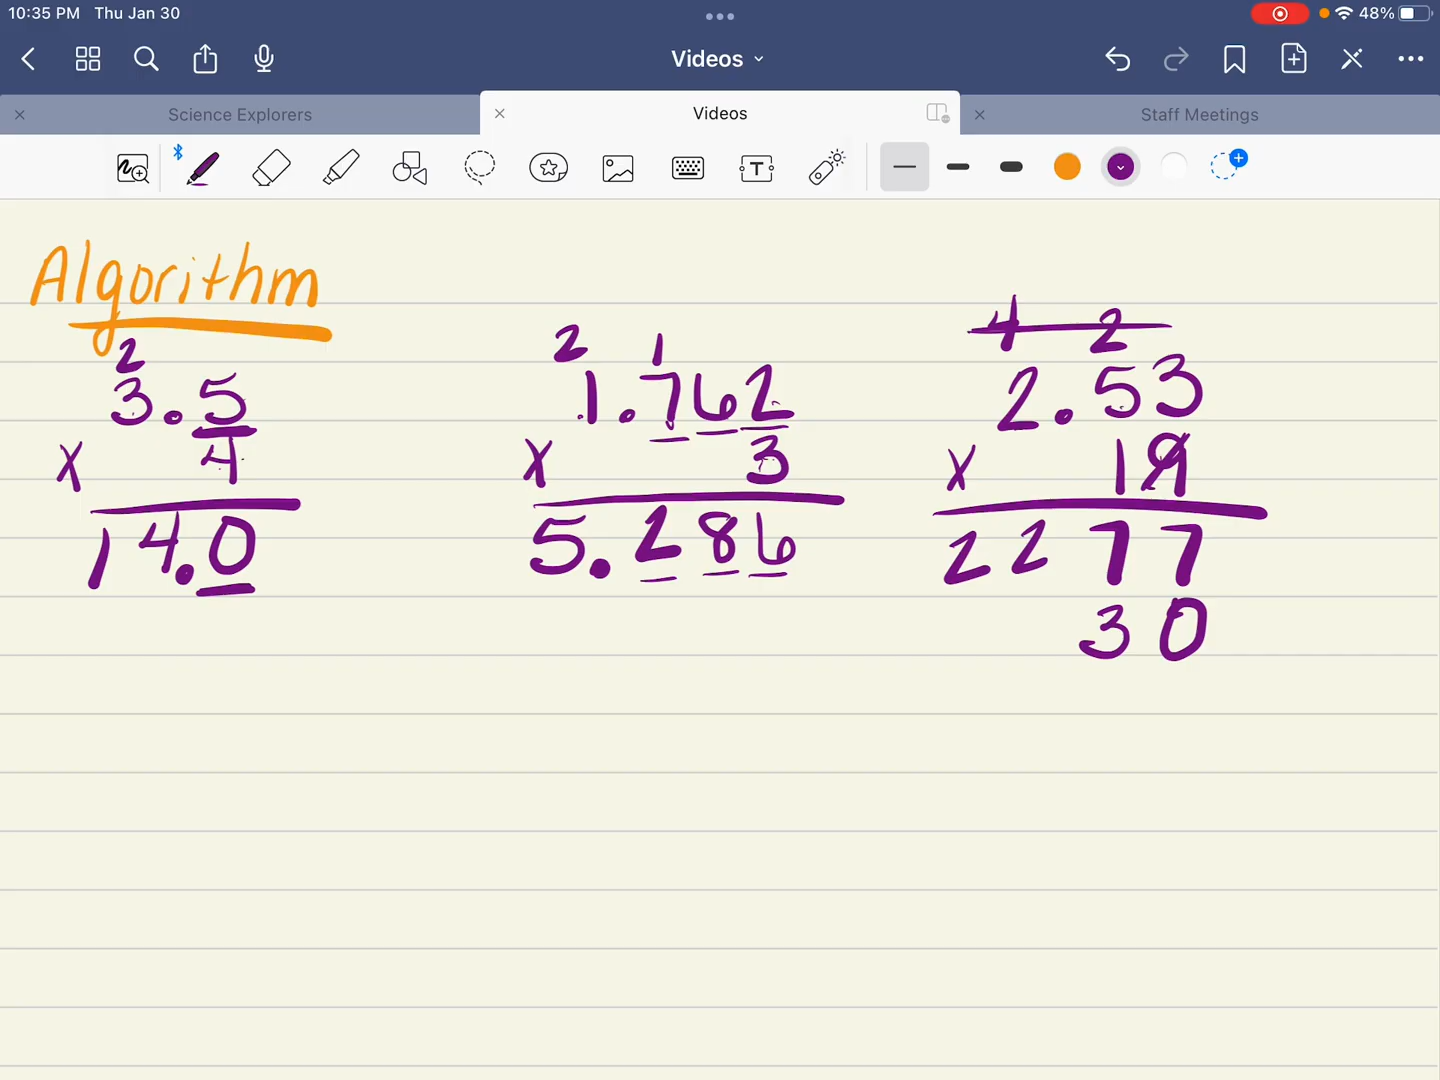 10:35 PM Thu Jan 30
48%
Videos
Science Explorers
Videos
Staff Meetings
T
Algorithm
2
3.5
x 4
14.0
2 1
1.762
x 3
5.286
4 2
2.53
x 19
2277
30